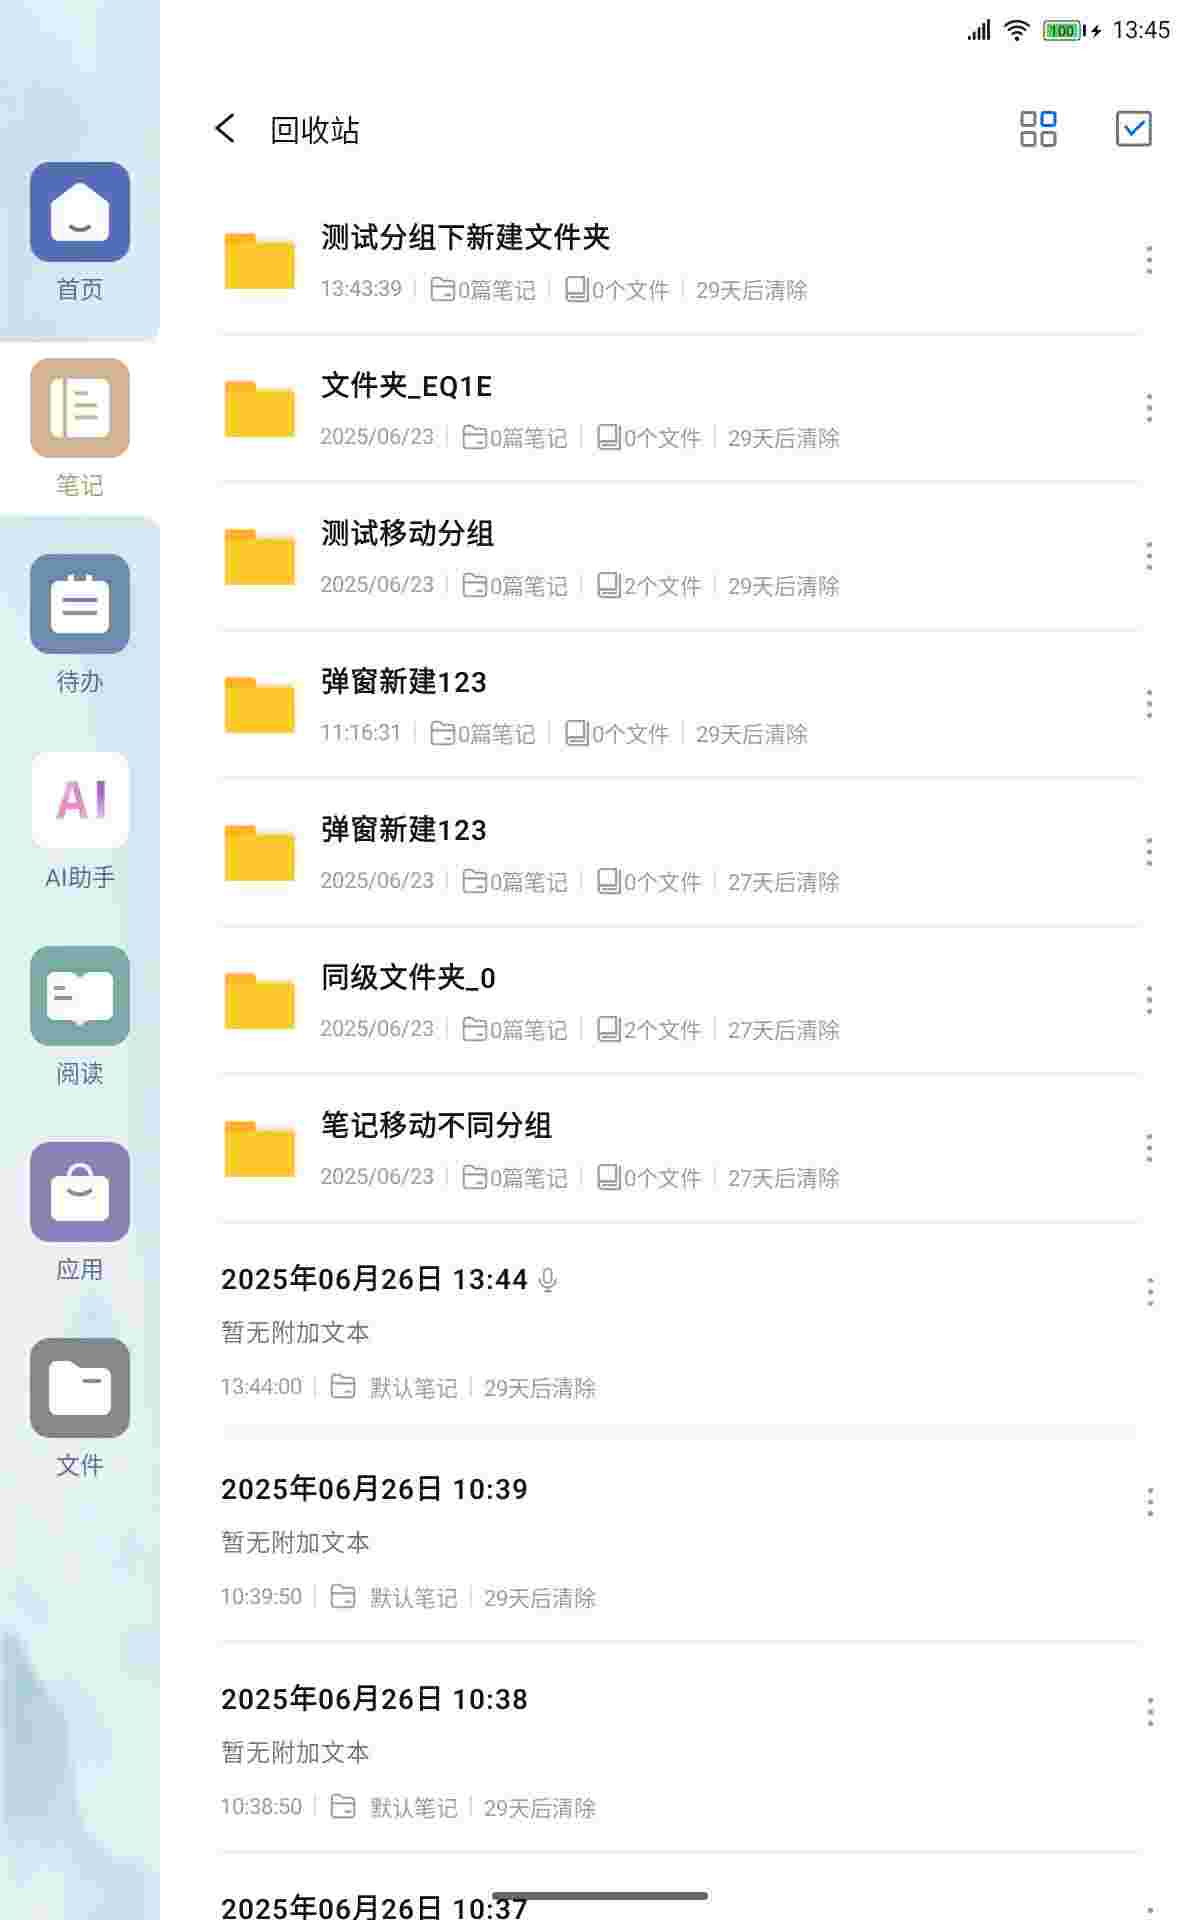 100 13:45
回收站
首页
笔记
待办
AI
AI助手
阅读
应用
文件
测试分组下新建文件夹
13:43:39 0篇笔记 0个文件 29天后清除
文件夹_EQ1E
2025/06/23 0篇笔记 0个文件 29天后清除
测试移动分组
2025/06/23 0篇笔记 2个文件 29天后清除
弹窗新建123
11:16:31 0篇笔记 0个文件 29天后清除
弹窗新建123
2025/06/23 0篇笔记 0个文件 27天后清除
同级文件夹_0
2025/06/23 0篇笔记 2个文件 27天后清除
笔记移动不同分组
2025/06/23 0篇笔记 0个文件 27天后清除
2025年06月26日 13:44
暂无附加文本
13:44:00 默认笔记 29天后清除
2025年06月26日 10:39
暂无附加文本
10:39:50 默认笔记 29天后清除
2025年06月26日 10:38
暂无附加文本
10:38:50 默认笔记 29天后清除
2025年06月26日 10:37